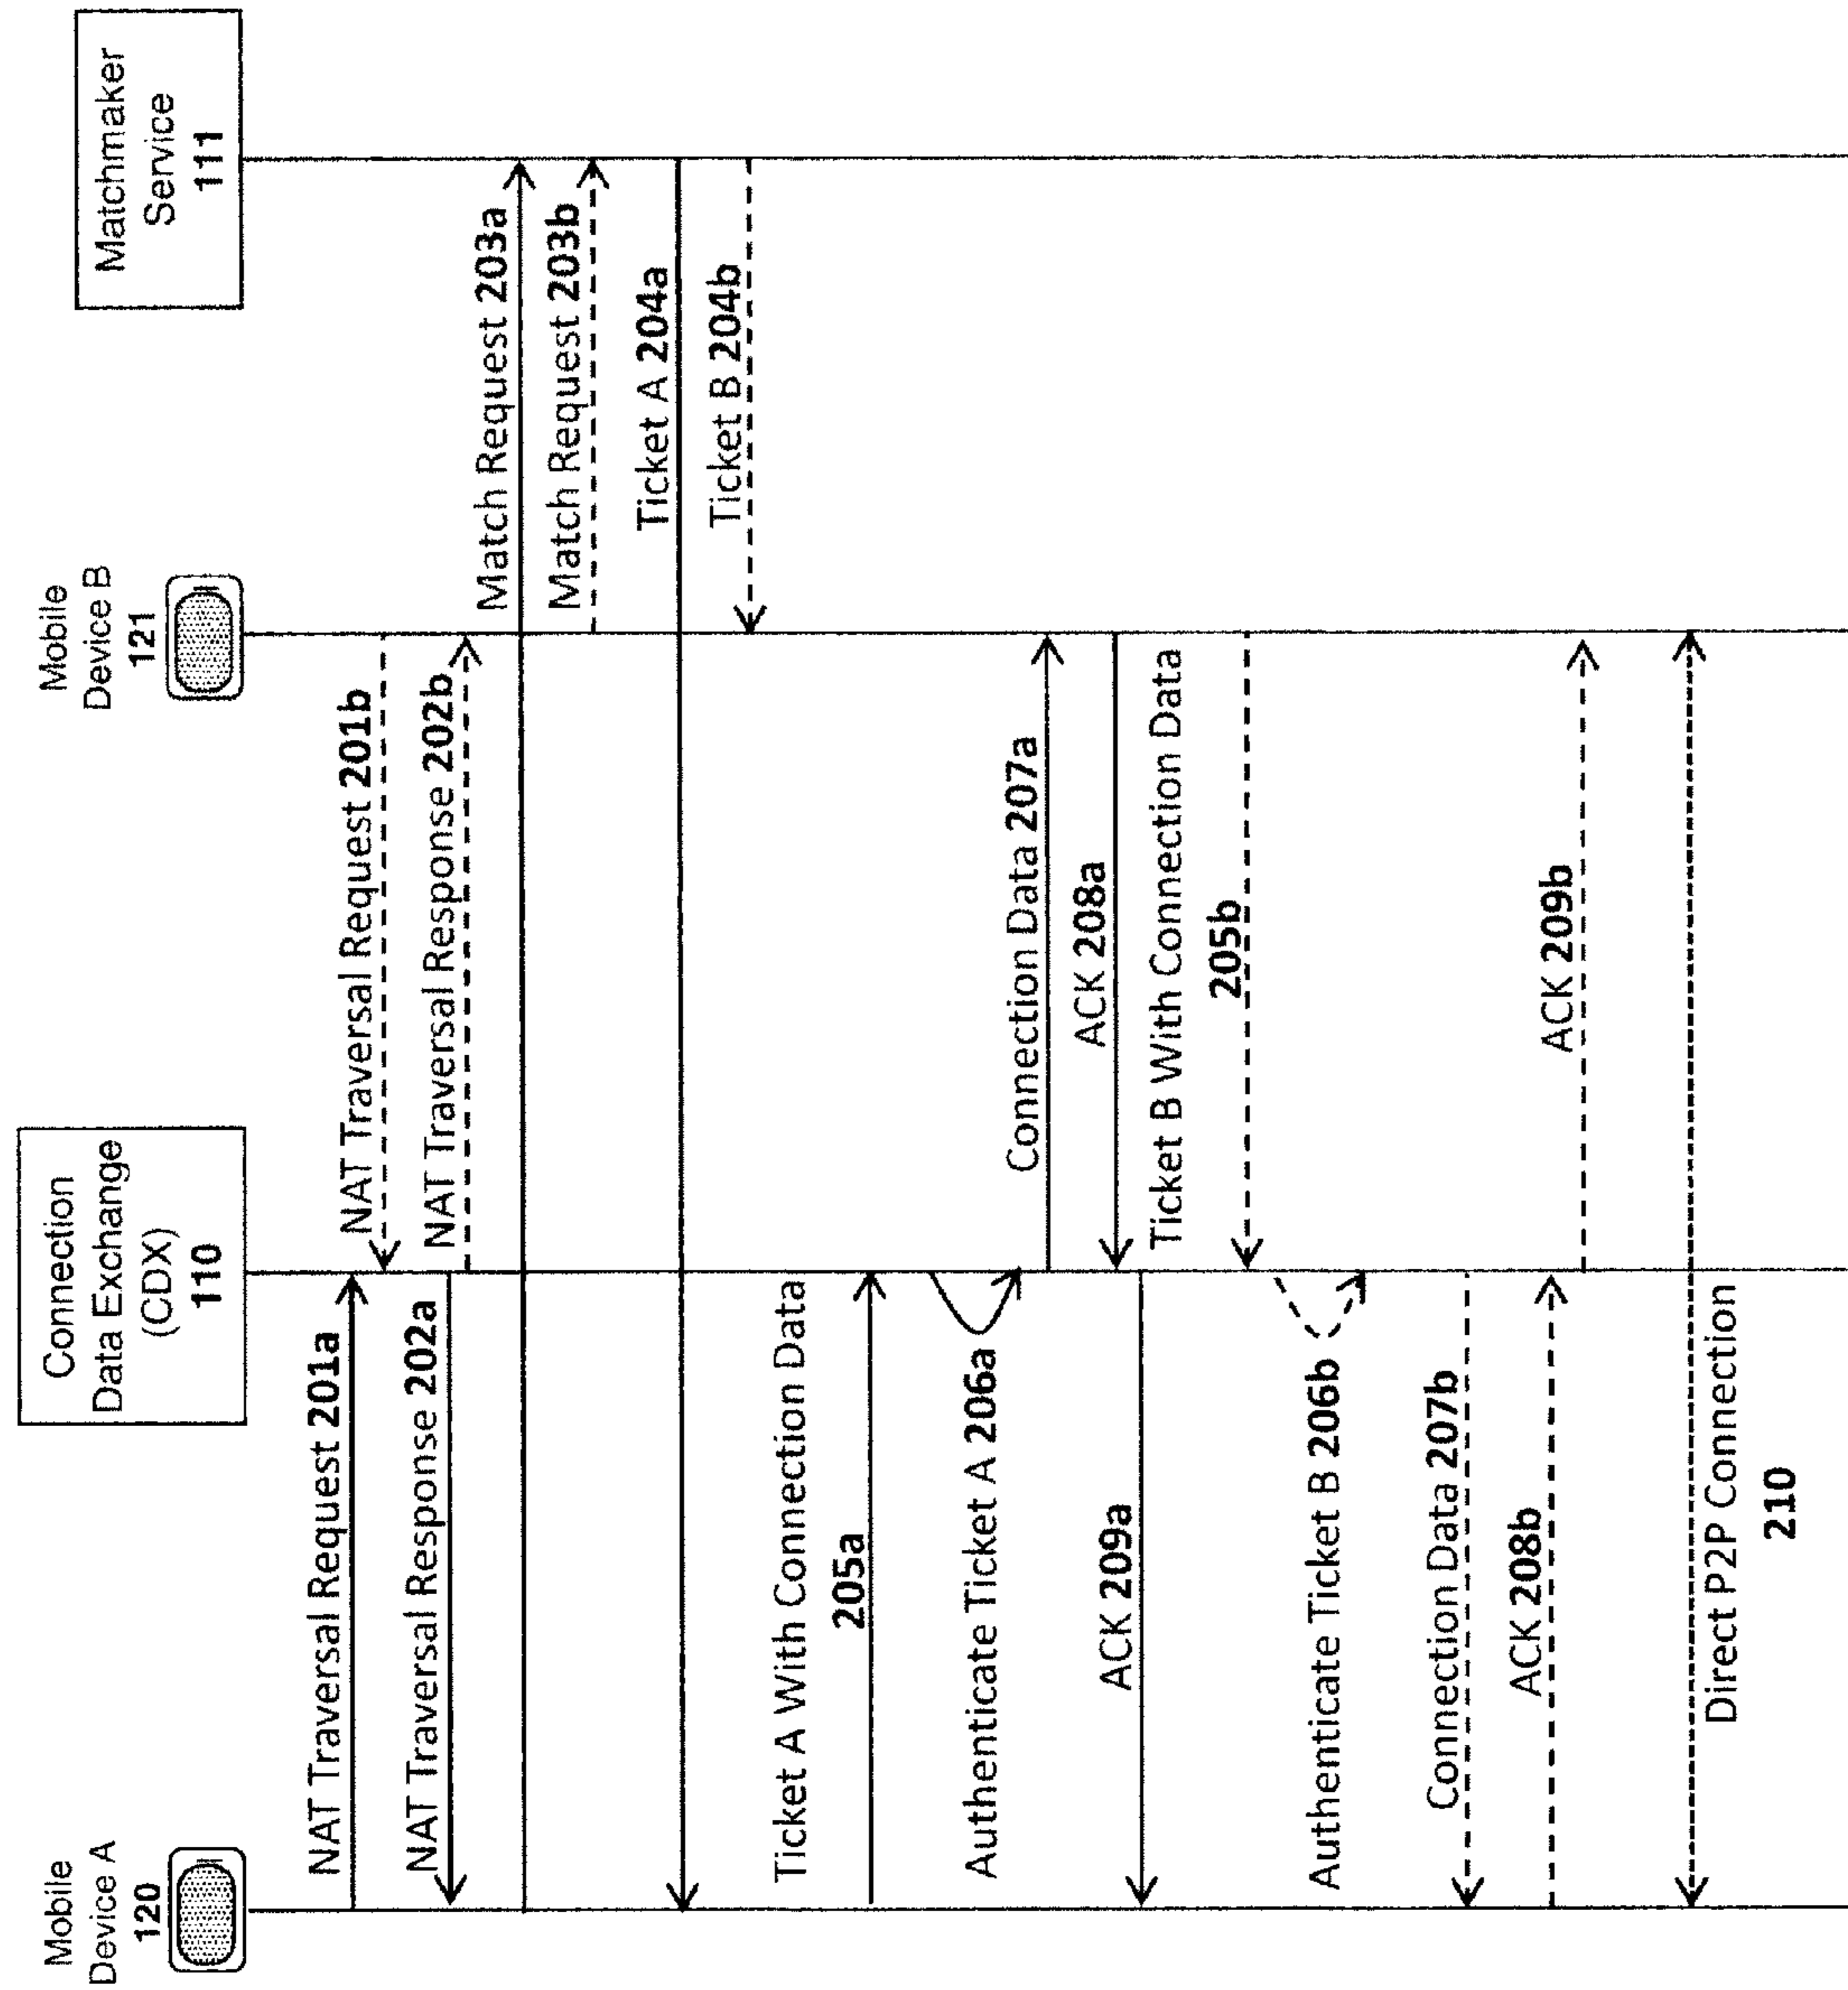 Mobile
Device A
120
Connection
Data Exchange
(CDX)
110
Mobile
Device B
121
Matchmaker
Service
111
NAT Traversal Request 201a
NAT Traversal Request 201b
NAT Traversal Response 202a
NAT Traversal Response 202b
Match Request 203a
Match Request 203b
Ticket A 204a
Ticket B 204b
Ticket A With Connection Data
205a
Authenticate Ticket A 206a
Connection Data 207a
ACK 208a
ACK 209a
Ticket B With Connection Data
205b
Authenticate Ticket B 206b
Connection Data 207b
ACK 208b
ACK 209b
Direct P2P Connection
210